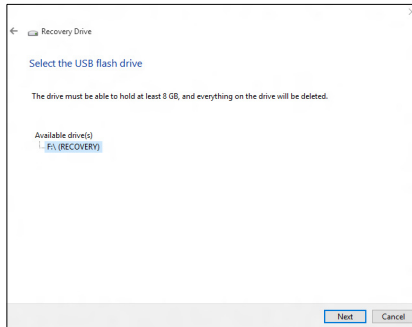 Recovery Drive
Select the USB flash drive
The drive must be able to hold at least 8 GB, and everything on the drive will be deleted.
Available drive(s)
F:\ (RECOVERY)
Next Cancel